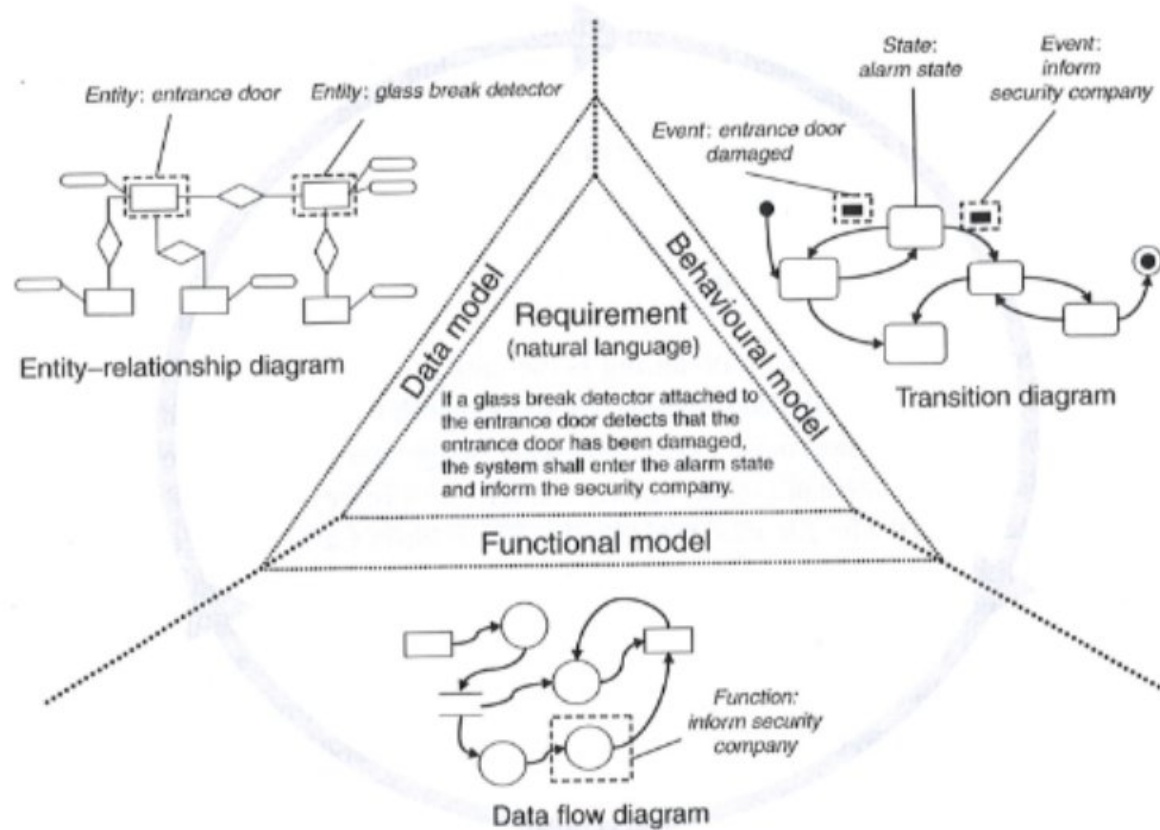 Entity: entrance door
Entity: glass break detector
Entity–relationship diagram
State:
alarm state
Event:
inform
security company
Event: entrance door
damaged
Transition diagram
Data model
Behavioural model
Requirement
(natural language)
If a glass break detector attached to
the entrance door detects that the
entrance door has been damaged,
the system shall enter the alarm state
and inform the security company.
Functional model
Function:
inform security
company
Data flow diagram